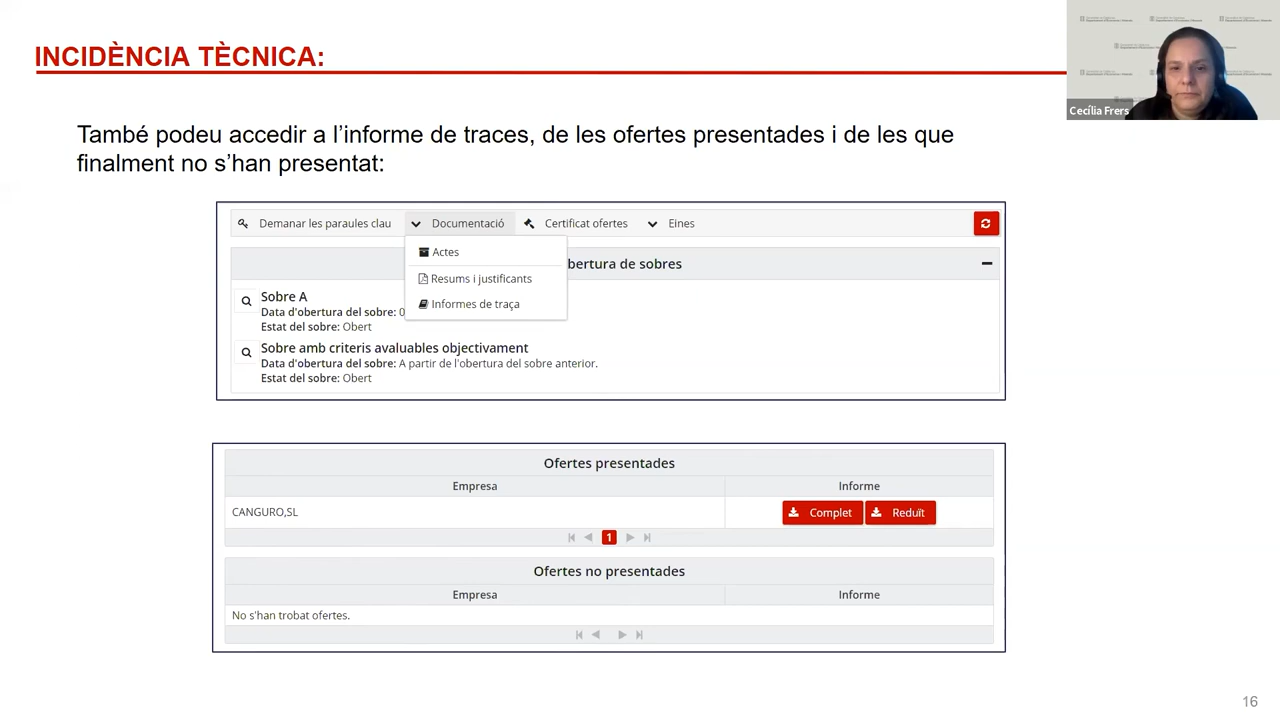 INCIDÈNCIA TÈCNICA:
Cecília Frers
També podeu accedir a l’informe de traces, de les ofertes presentades i de les que
finalment no s’han presentat:
Demanar les paraules clau Documentació Certificat ofertes Eines
Actes
Resums i justificants
Informes de traça
bertura de sobres
Sobre A
Data d'obertura del sobre: 0
Estat del sobre: Obert
Sobre amb criteris avaluables objectivament
Data d'obertura del sobre: A partir de l'obertura del sobre anterior.
Estat del sobre: Obert
Ofertes presentades
Empresa Informe
CANGURO,SL Complet Reduït
1
Ofertes no presentades
Empresa Informe
No s'han trobat ofertes.
16